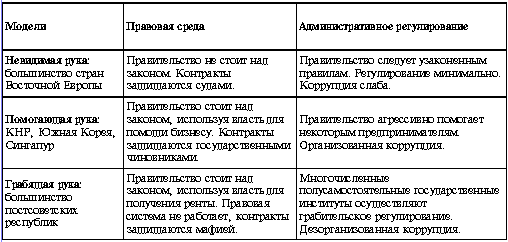 Модели Правовая среда Административное регулирование
Невидимая рука:
большинство стран
Восточной Европы
Правительство не стоит над
законом. Контракты
защищаются судами.
Правительство следует узаконенным
правилам. Регулирование минимально.
Коррупция слаба.
Помогающая рука:
КНР, Южная Корея,
Сингапур
Правительство стоит над
законом, используя власть для
помощи бизнесу. Контракты
защищаются государственными
чиновниками.
Правительство агрессивно помогает
некоторым предпринимателям.
Организованная коррупция.
Грабящая рука:
большинство
постсоветских
республик
Правительство стоит над
законом, используя власть для
получения ренты. Правовая
система не работает, контракты
защищаются мафией.
Многочисленные
полусамостоятельные государственные
институты осуществляют
грабительское регулирование.
Дезорганизованная коррупция.